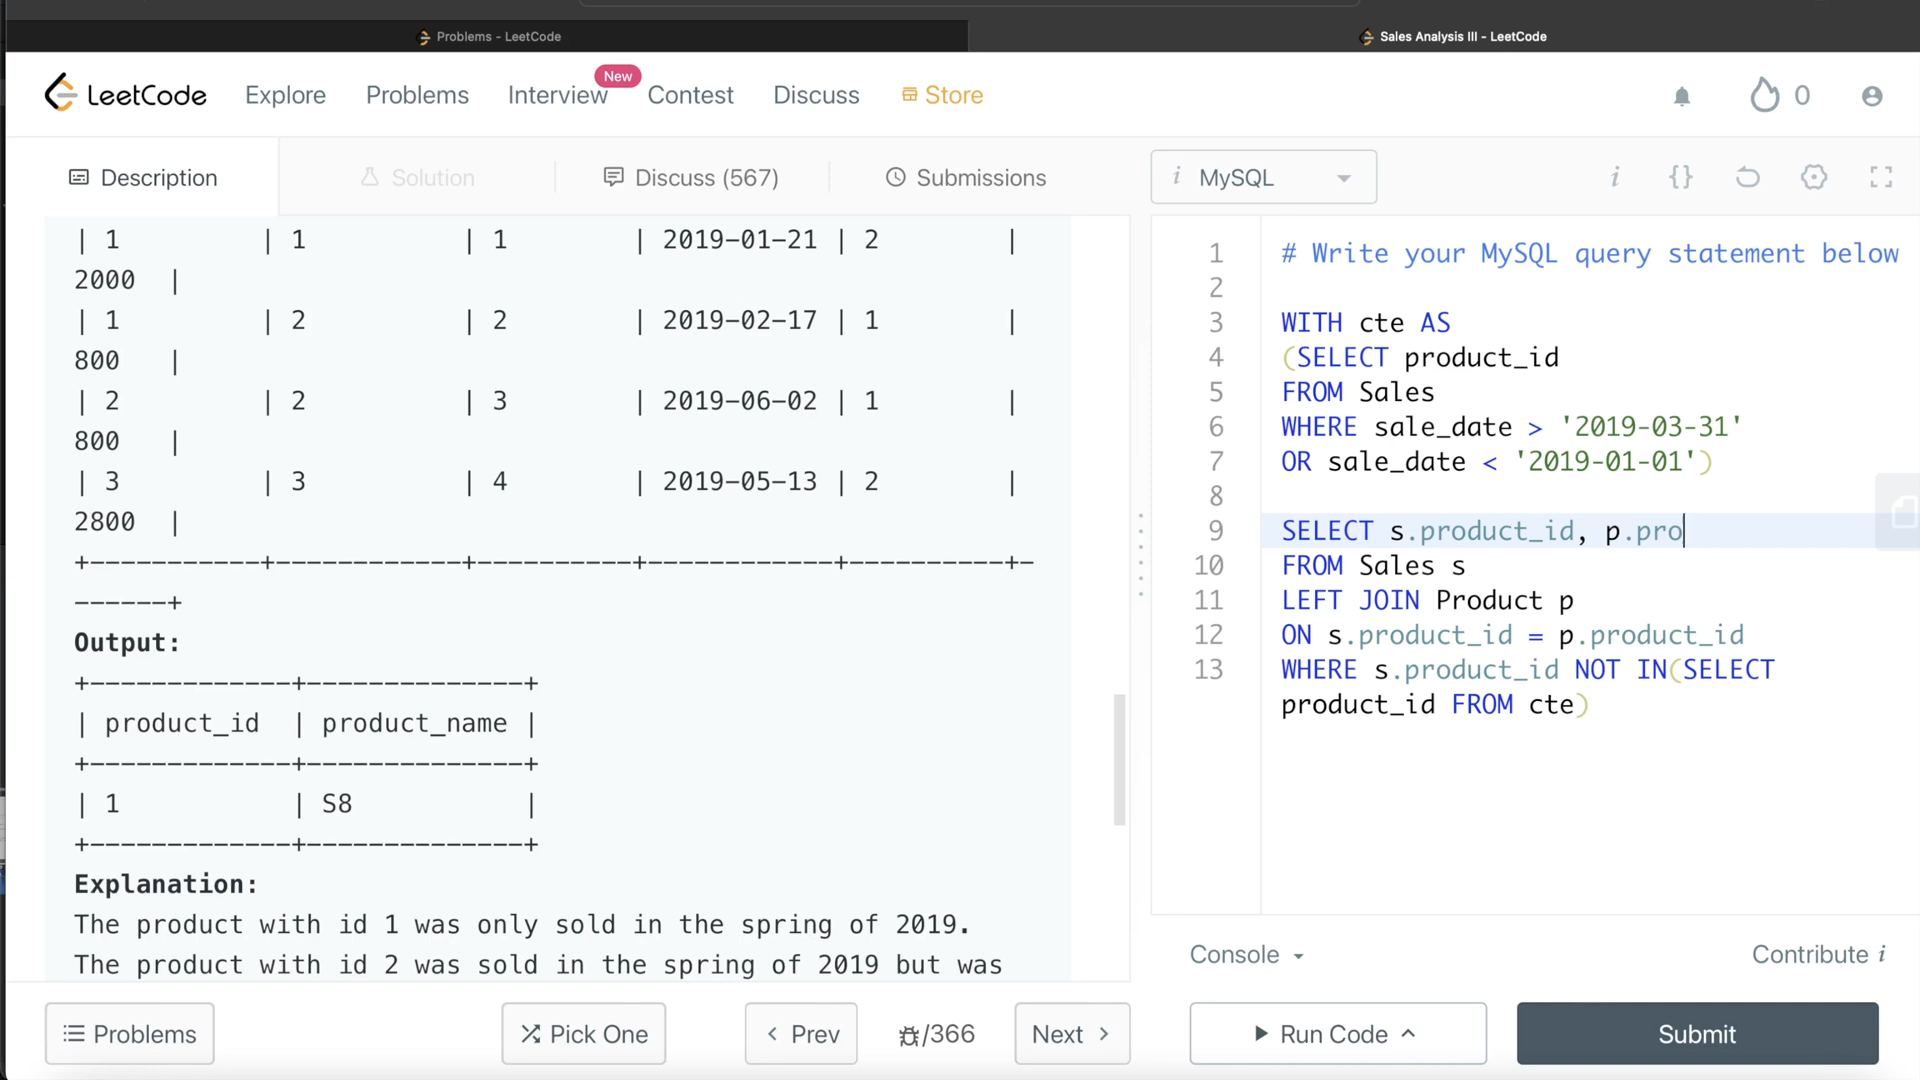 Problems - LeetCode
Sales Analysis III - LeetCode
LeetCode Explore Problems Interview New Contest Discuss Store 0
Description Solution Discuss (567) Submissions
| 1 | 1 | 1 | 2019-01-21 | 2 |
2000 |
| 1 | 2 | 2 | 2019-02-17 | 1 |
800 |
| 2 | 2 | 3 | 2019-06-02 | 1 |
800 |
| 3 | 3 | 4 | 2019-05-13 | 2 |
2800 |
+-----------+------------+----------+------------+----------+-
------+
Output:
+-------------+--------------+
| product_id | product_name |
+-------------+--------------+
| 1 | S8 |
+-------------+--------------+
Explanation:
The product with id 1 was only sold in the spring of 2019.
The product with id 2 was sold in the spring of 2019 but was
Problems Pick One Prev /366 Next
i MySQL i {}
1 # Write your MySQL query statement below
2
3 WITH cte AS
4 (SELECT product_id
5 FROM Sales
6 WHERE sale_date > '2019-03-31'
7 OR sale_date < '2019-01-01')
8
9 SELECT s.product_id, p.pro
10 FROM Sales s
11 LEFT JOIN Product p
12 ON s.product_id = p.product_id
13 WHERE s.product_id NOT IN(SELECT
product_id FROM cte)
Console Contribute i
Run Code Submit